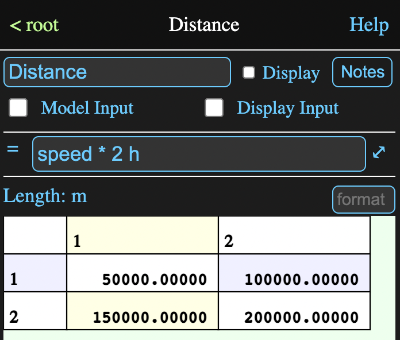 < root Distance Help
Distance Display Notes
Model Input Display Input
= speed * 2 h
Length: m format
1 2
1 50000.00000 100000.00000
2 150000.00000 200000.00000